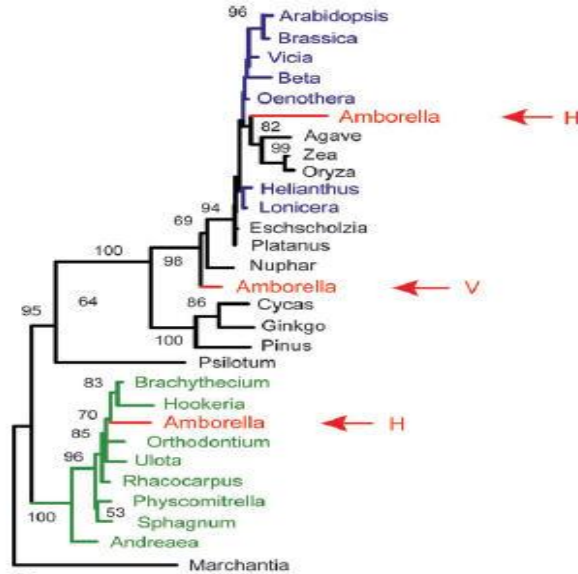 96 Arabidopsis
Brassica
Vicia
Beta
Oenothera
Amborella H
82 Agave
99 Zea
Oryza
94 Helianthus
69 Lonicera
Eschscholzia
Platanus
100 98 Nuphar
Amborella V
95 64 86 Cycas
Ginkgo
100 Pinus
Psilotum
83 Brachythecium
Hookeria
70 Amborella H
85 Orthodontium
96 Ulota
Rhacocarpus
Physcomitrella
100 53 Sphagnum
Andreaea
Marchantia